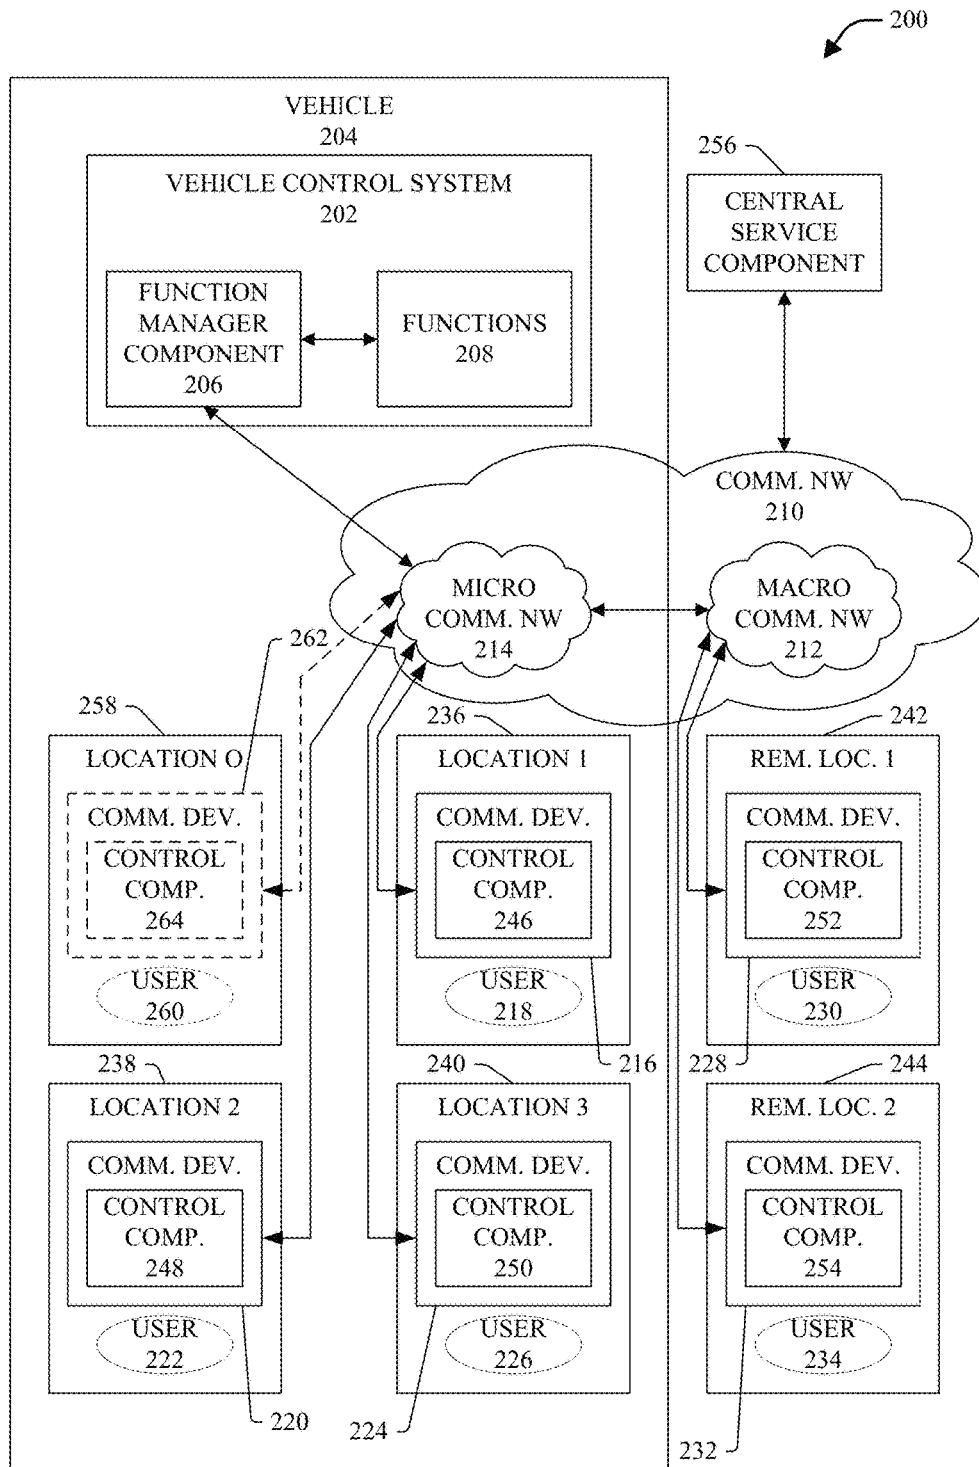 200
VEHICLE
204
VEHICLE CONTROL SYSTEM
202
FUNCTION
MANAGER
COMPONENT
206
FUNCTIONS
208
256
CENTRAL
SERVICE
COMPONENT
COMM. NW
210
MICRO
COMM. NW
214
MACRO
COMM. NW
212
262
258
LOCATION O
COMM. DEV.
CONTROL
COMP.
264
USER
260
236
LOCATION 1
COMM. DEV.
CONTROL
COMP.
246
USER
218
216
242
REM. LOC. 1
COMM. DEV.
CONTROL
COMP.
252
USER
230
228
238
LOCATION 2
COMM. DEV.
CONTROL
COMP.
248
USER
222
220
240
LOCATION 3
COMM. DEV.
CONTROL
COMP.
250
USER
226
224
244
REM. LOC. 2
COMM. DEV.
CONTROL
COMP.
254
USER
234
232